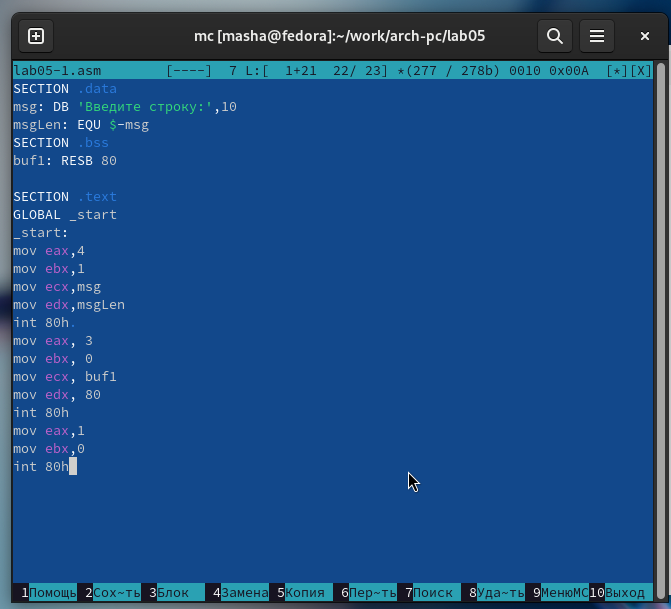 mc [masha@fedora]:~/work/arch-pc/lab05
lab05-1.asm [----] 7 L:[ 1+21 22/ 23] *(277 / 278b) 0010 0x00A [*][X]
SECTION .data
msg: DB 'Введите строку:',10
msgLen: EQU $-msg
SECTION .bss
buf1: RESB 80
SECTION .text
GLOBAL _start
_start:
mov eax,4
mov ebx,1
mov ecx,msg
mov edx,msgLen
int 80h.
mov eax, 3
mov ebx, 0
mov ecx, buf1
mov edx, 80
int 80h
mov eax,1
mov ebx,0
int 80h
1Помощь 2Сох~ть 3Блок 4Замена 5Копия 6Пер~ть 7Поиск 8Уда~ть 9МенюMC 10Выход